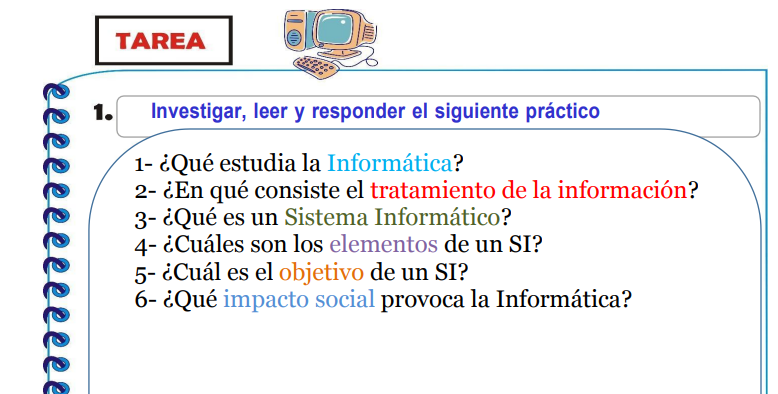 TAREA
1. Investigar, leer y responder el siguiente práctico
1- ¿Qué estudia la Informática?
2- ¿En qué consiste el tratamiento de la información?
3- ¿Qué es un Sistema Informático?
4- ¿Cuáles son los elementos de un SI?
5- ¿Cuál es el objetivo de un SI?
6- ¿Qué impacto social provoca la Informática?